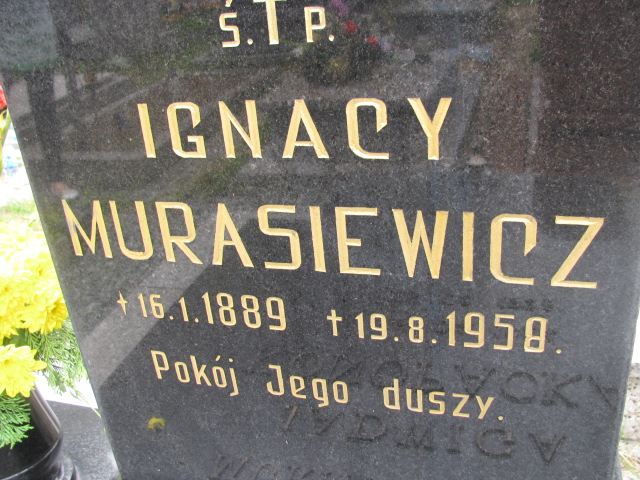 Ś.†P.
IGNACY
MURASIEWICZ
+16.1.1889 +19.8.1958.
Pokój Jego duszy.